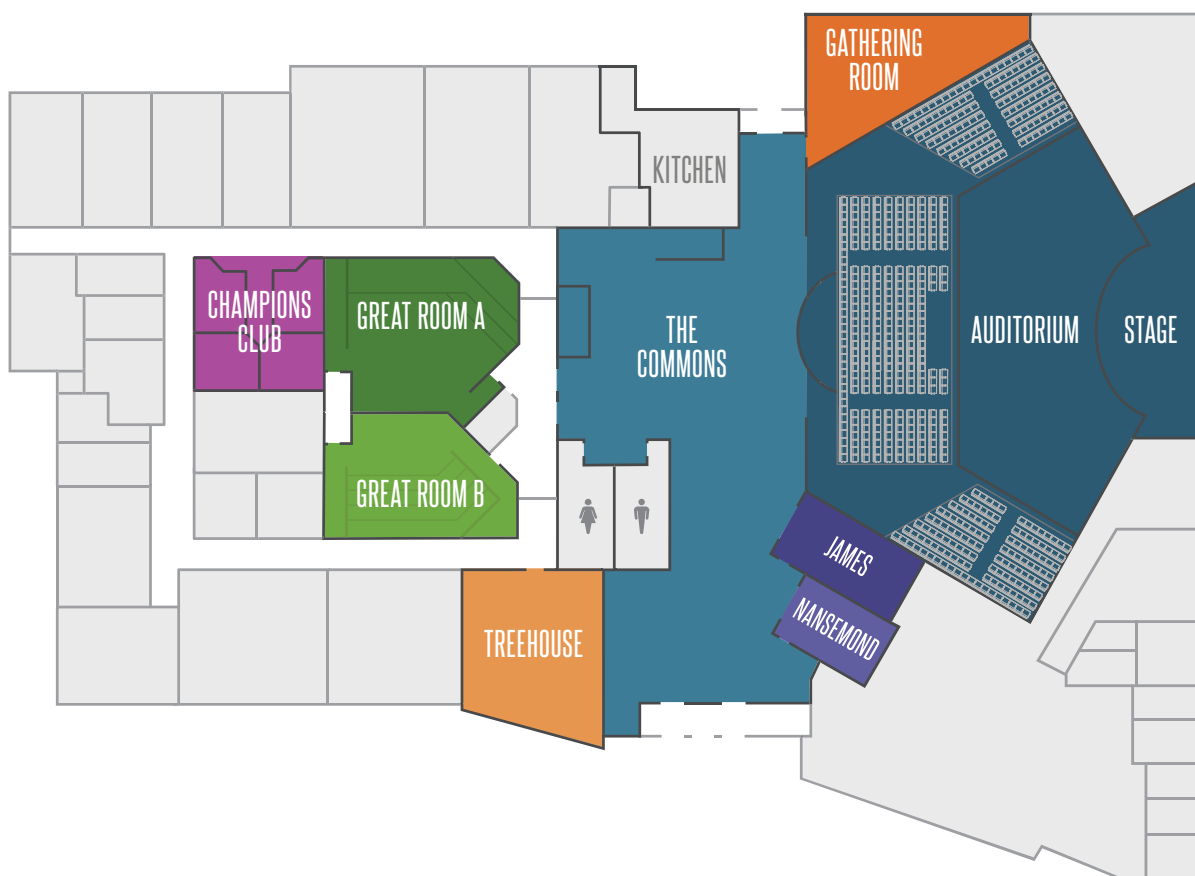 GATHERING
ROOM
KITCHEN
CHAMPIONS
CLUB
GREAT ROOM A
THE
COMMONS
AUDITORIUM
STAGE
GREAT ROOM B
JAMES
NANSEMOND
TREEHOUSE